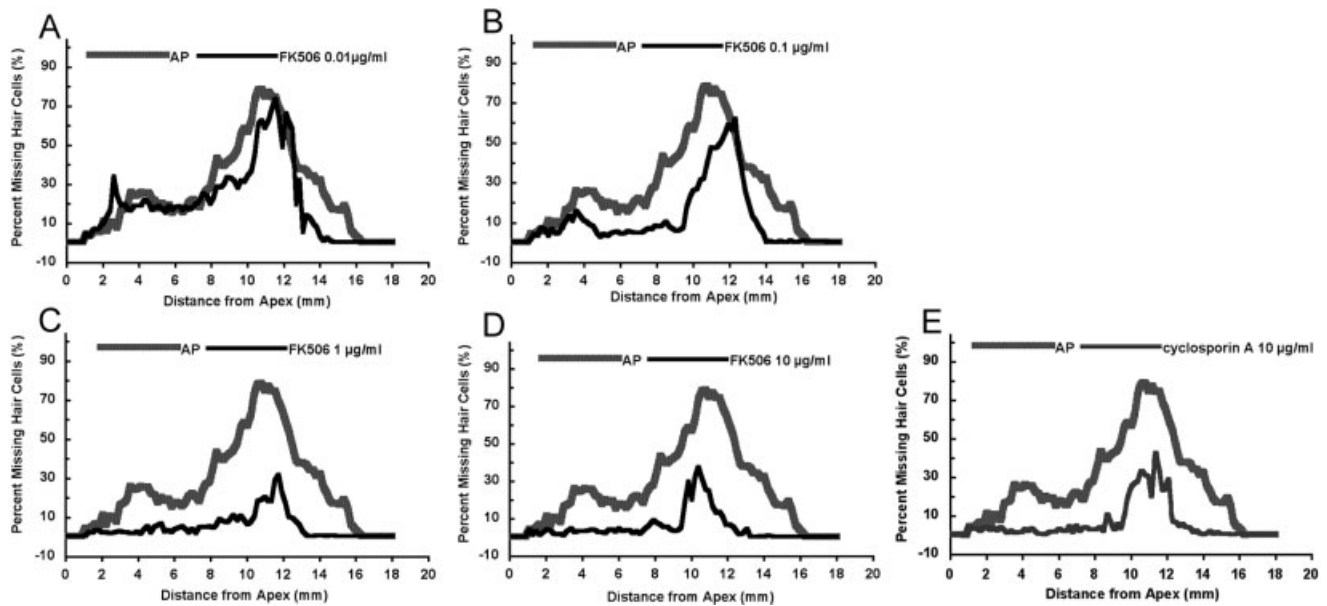 A
AP FK506 0.01µg/ml
Percent Missing Hair Cells (%)
90
70
50
30
10
-10
0 2 4 6 8 10 12 14 16 18 20
Distance from Apex (mm)
B
AP FK506 0.1 µg/ml
Percent Missing Hair Cells (%)
90
70
50
30
10
-10
0 2 4 6 8 10 12 14 16 18 20
Distance from Apex (mm)
C
AP FK506 1 µg/ml
Percent Missing Hair Cells (%)
90
70
50
30
10
-10
0 2 4 6 8 10 12 14 16 18 20
Distance from Apex (mm)
D
AP FK506 10 µg/ml
Percent Missing Hair Cells (%)
90
70
50
30
10
-10
0 2 4 6 8 10 12 14 16 18 20
Distance from Apex (mm)
E
AP cyclosporin A 10 µg/ml
Percent Missing Hair Cells (%)
90
70
50
30
10
-10
0 2 4 6 8 10 12 14 16 18 20
Distance from Apex (mm)